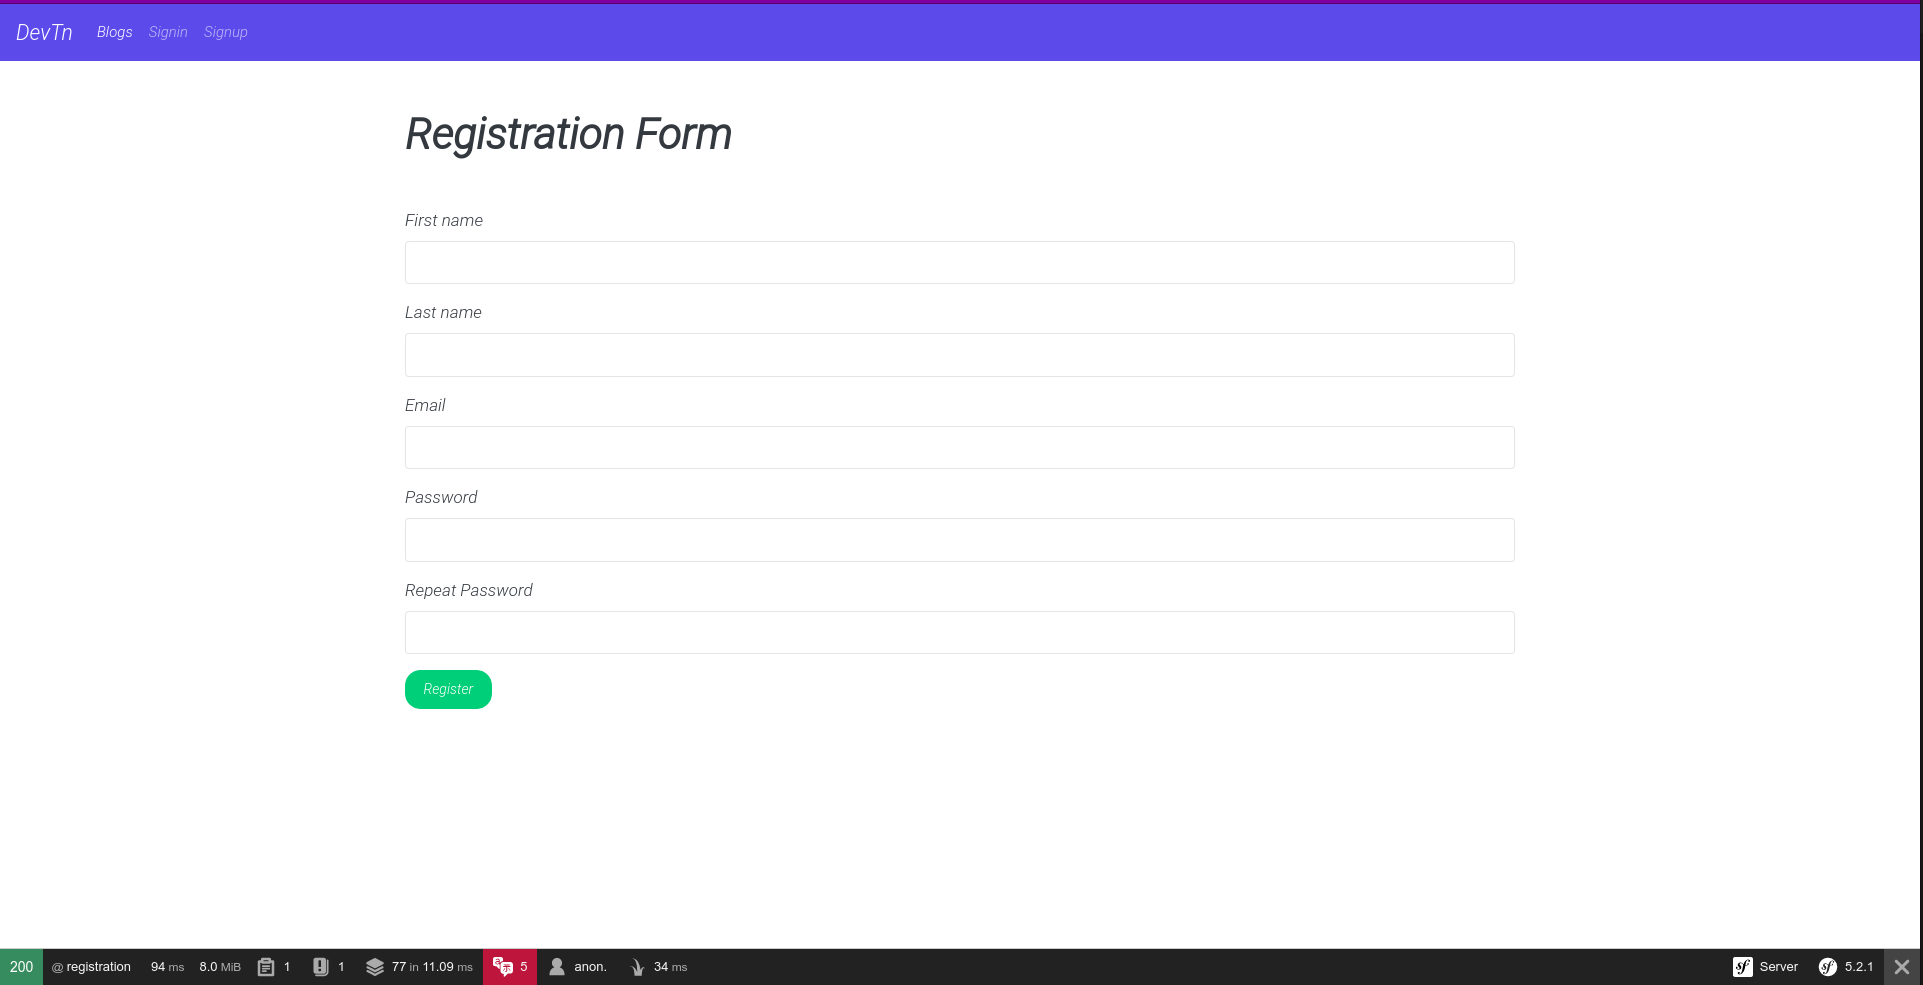 DevTn Blogs Signin Signup
Registration Form
First name
Last name
Email
Password
Repeat Password
Register
200 @ registration 94 ms 8.0 MiB 1 1 77 in 11.09 ms 5 anon. 34 ms Server 5.2.1